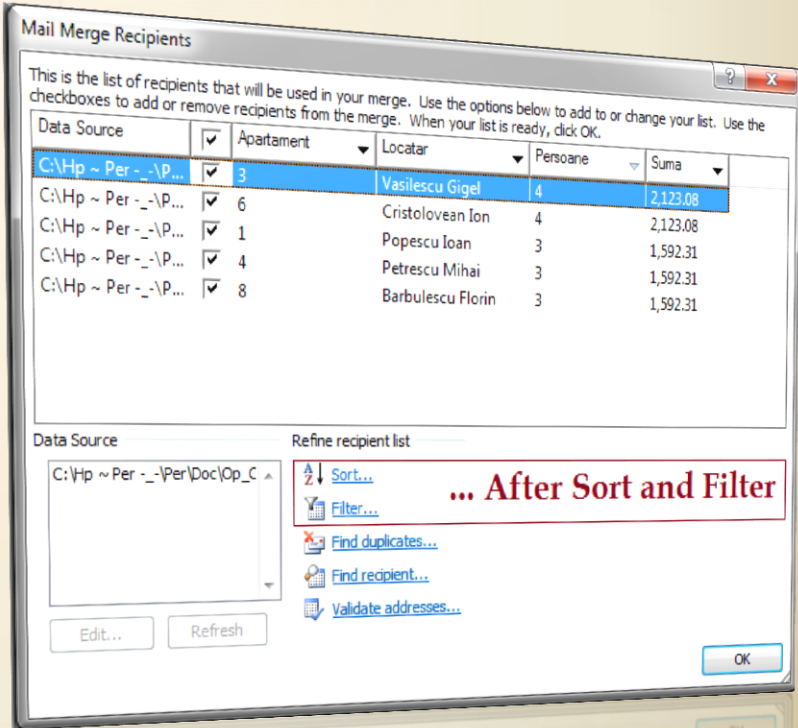 Mail Merge Recipients
This is the list of recipients that will be used in your merge. Use the options below to add to or change your list. Use the
checkboxes to add or remove recipients from the merge. When your list is ready, click OK.
Data Source Apartament Locatar Persoane Suma
C:\Hp ~ Per -_-\P... 3 Vasilescu Gigel 4 2,123.08
C:\Hp ~ Per -_-\P... 6 Cristolovean Ion 4 2,123.08
C:\Hp ~ Per -_-\P... 1 Popescu Ioan 3 1,592.31
C:\Hp ~ Per -_-\P... 4 Petrescu Mihai 3 1,592.31
C:\Hp ~ Per -_-\P... 8 Barbulescu Florin 3 1,592.31
Data Source Refine recipient list
C:\Hp ~ Per -_-\Per\Doc\Op_C
Sort...
... After Sort and Filter
Filter...
Find duplicates...
Find recipient...
Validate addresses...
Edit... Refresh
OK